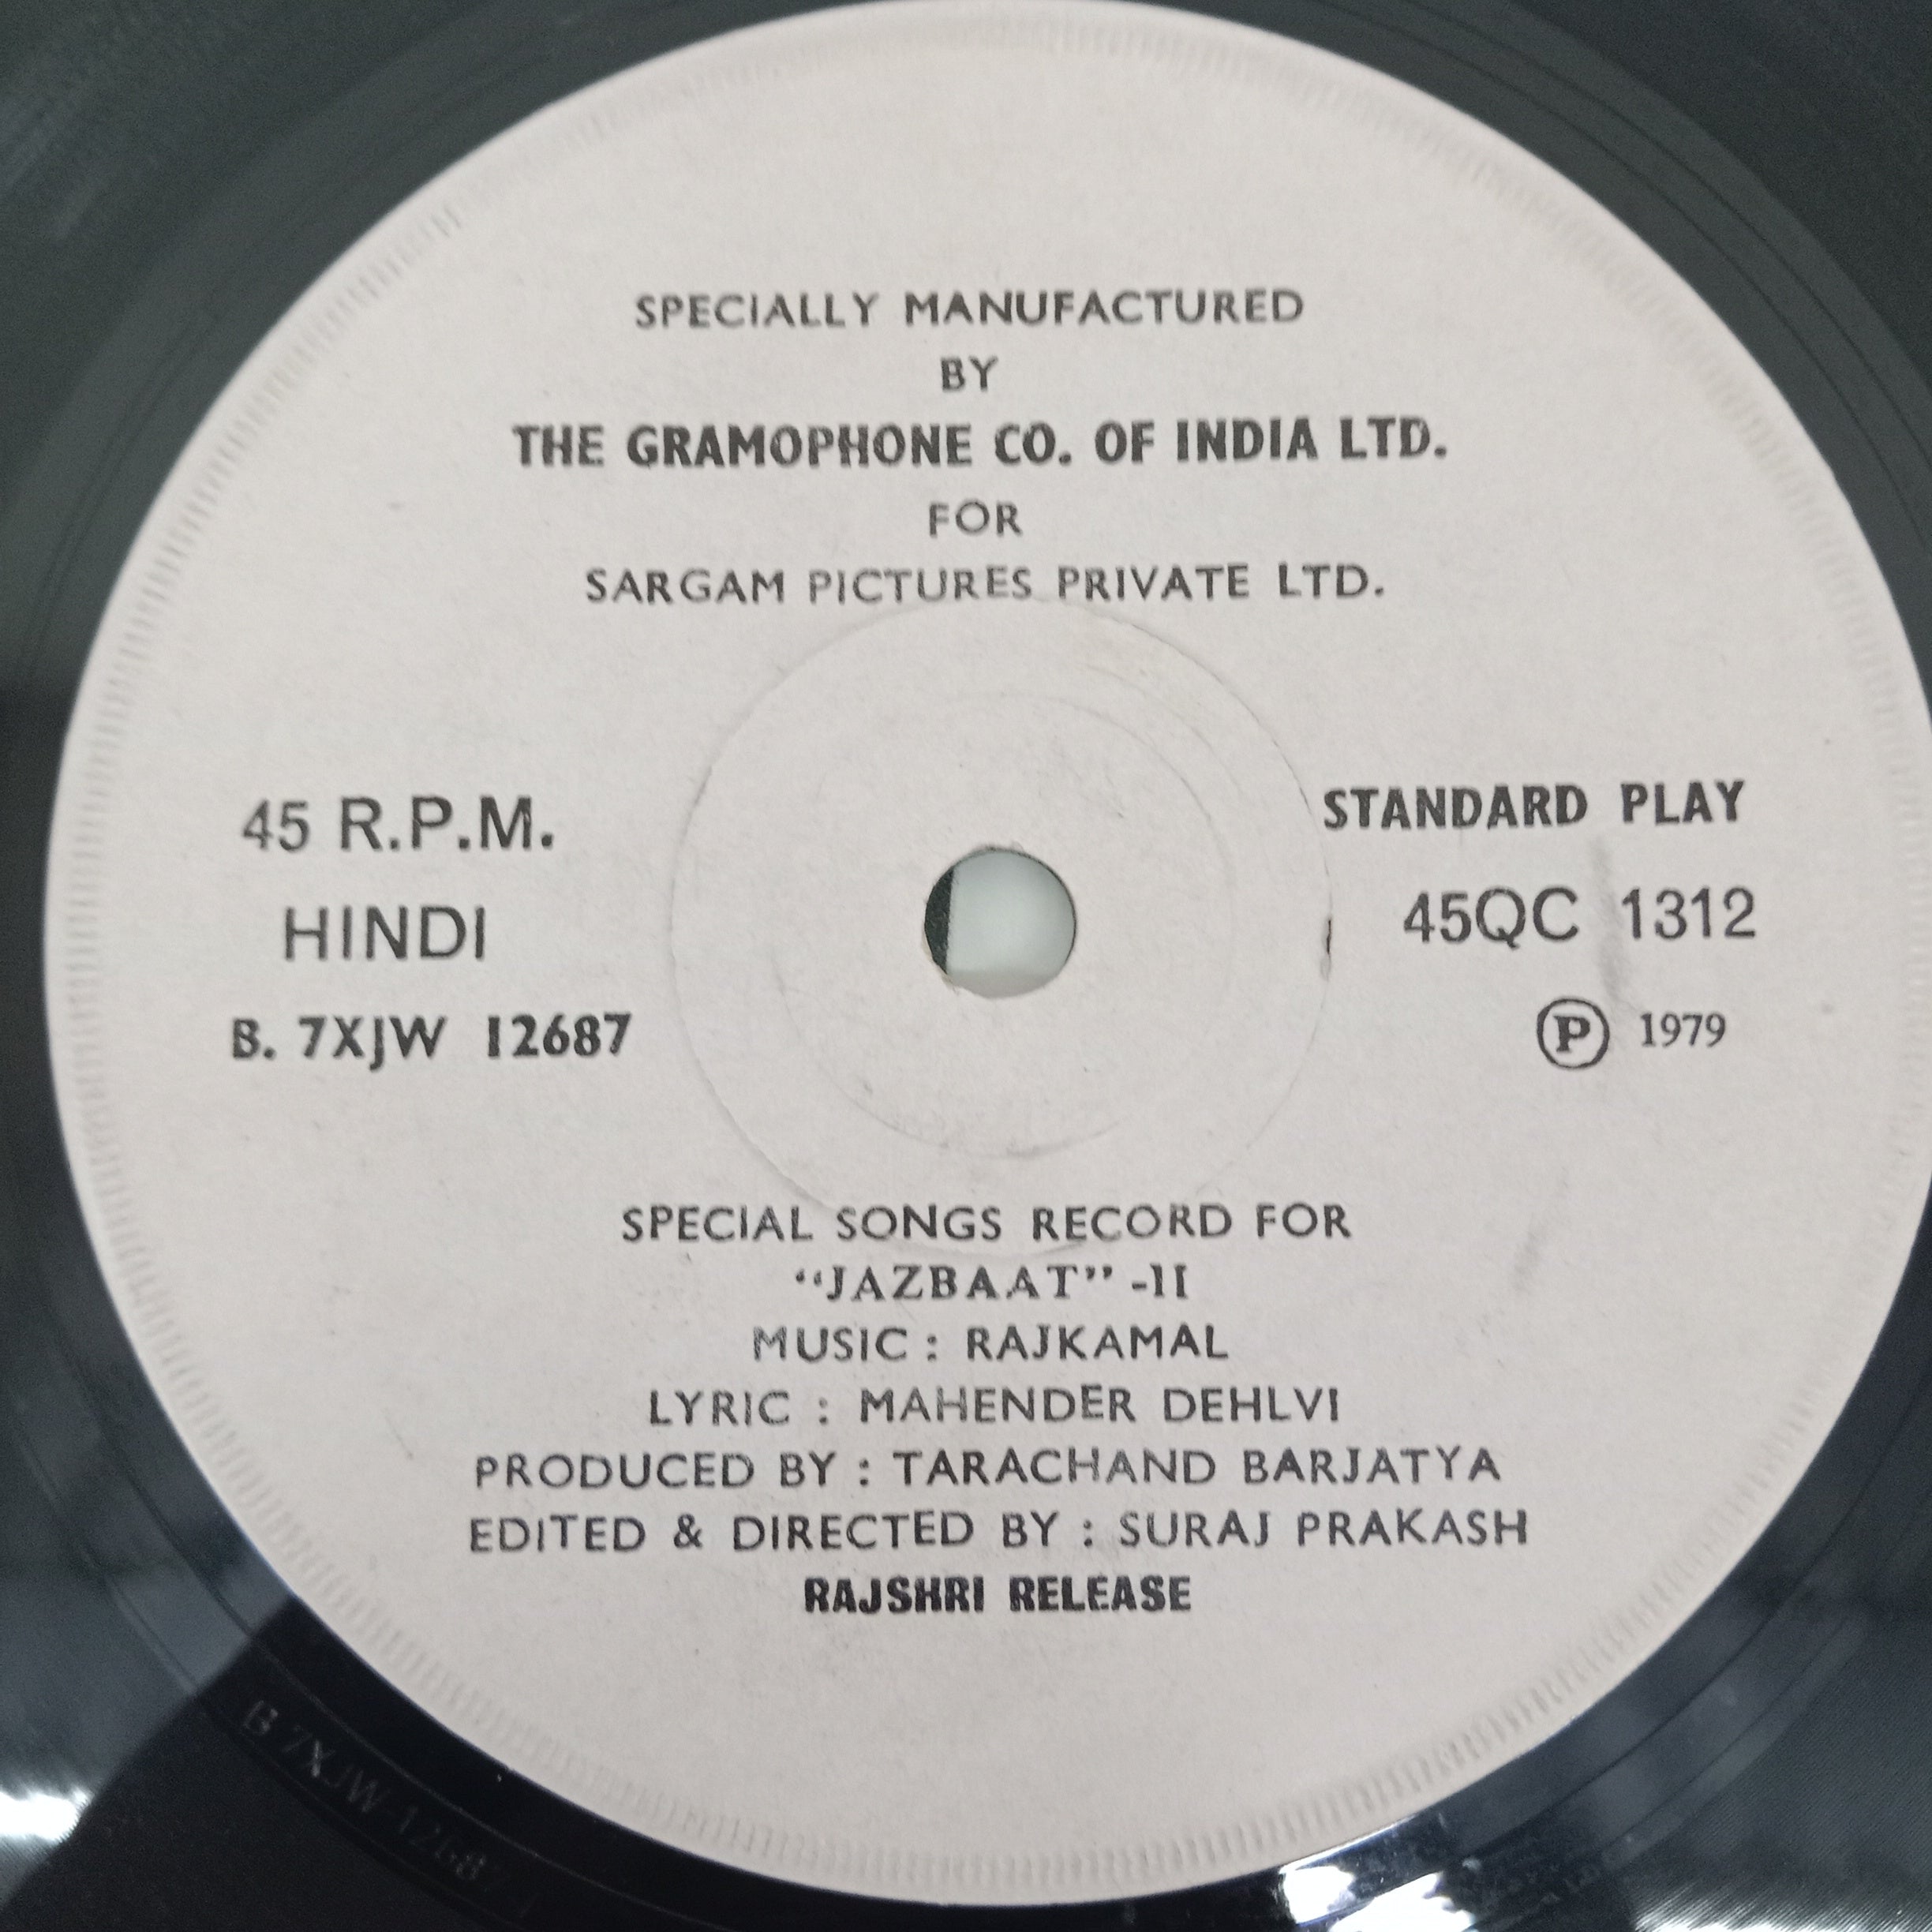 SPECIALLY MANUFACTURED
BY
THE GRAMOPHONE CO. OF INDIA LTD.
FOR
SARGAM PICTURES PRIVATE LTD.
45 R.P.M.
HINDI
B. 7XJW 12687
STANDARD PLAY
45QC 1312
Ⓟ 1979
SPECIAL SONGS RECORD FOR
“JAZBAAT” -II
MUSIC : RAJKAMAL
LYRIC : MAHENDER DEHLVI
PRODUCED BY : TARACHAND BARJATYA
EDITED & DIRECTED BY : SURAJ PRAKASH
RAJSHRI RELEASE
B 7XJW-12687